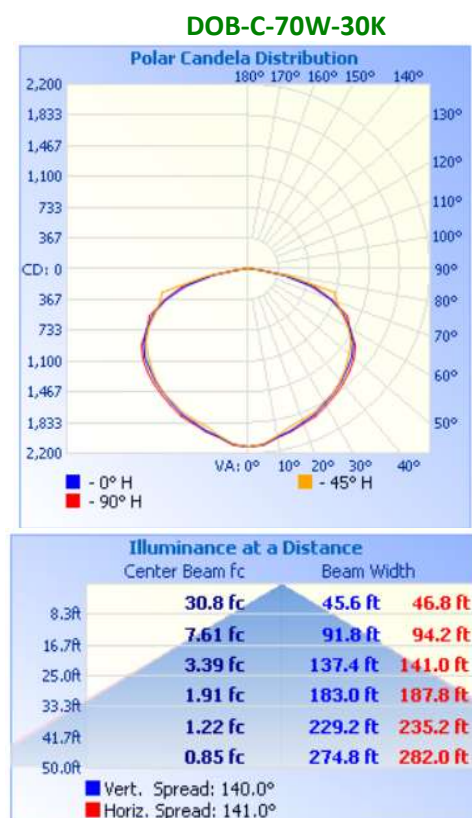 DOB-C-70W-30K
Polar Candela Distribution
180° 170° 160° 150° 140°
2,200
1,833
130°
1,467
120°
1,100
110°
733
100°
367
CD: 0
90°
367
80°
733
70°
1,100
60°
1,467
1,833
50°
2,200
VA: 0° 10° 20° 30° 40°
- 0° H
- 45° H
- 90° H
Illuminance at a Distance
Center Beam fc Beam Width
8.3ft 30.8 fc 45.6 ft 46.8 ft
16.7ft 7.61 fc 91.8 ft 94.2 ft
25.0ft 3.39 fc 137.4 ft 141.0 ft
33.3ft 1.91 fc 183.0 ft 187.8 ft
41.7ft 1.22 fc 229.2 ft 235.2 ft
50.0ft 0.85 fc 274.8 ft 282.0 ft
Vert. Spread: 140.0°
Horiz. Spread: 141.0°